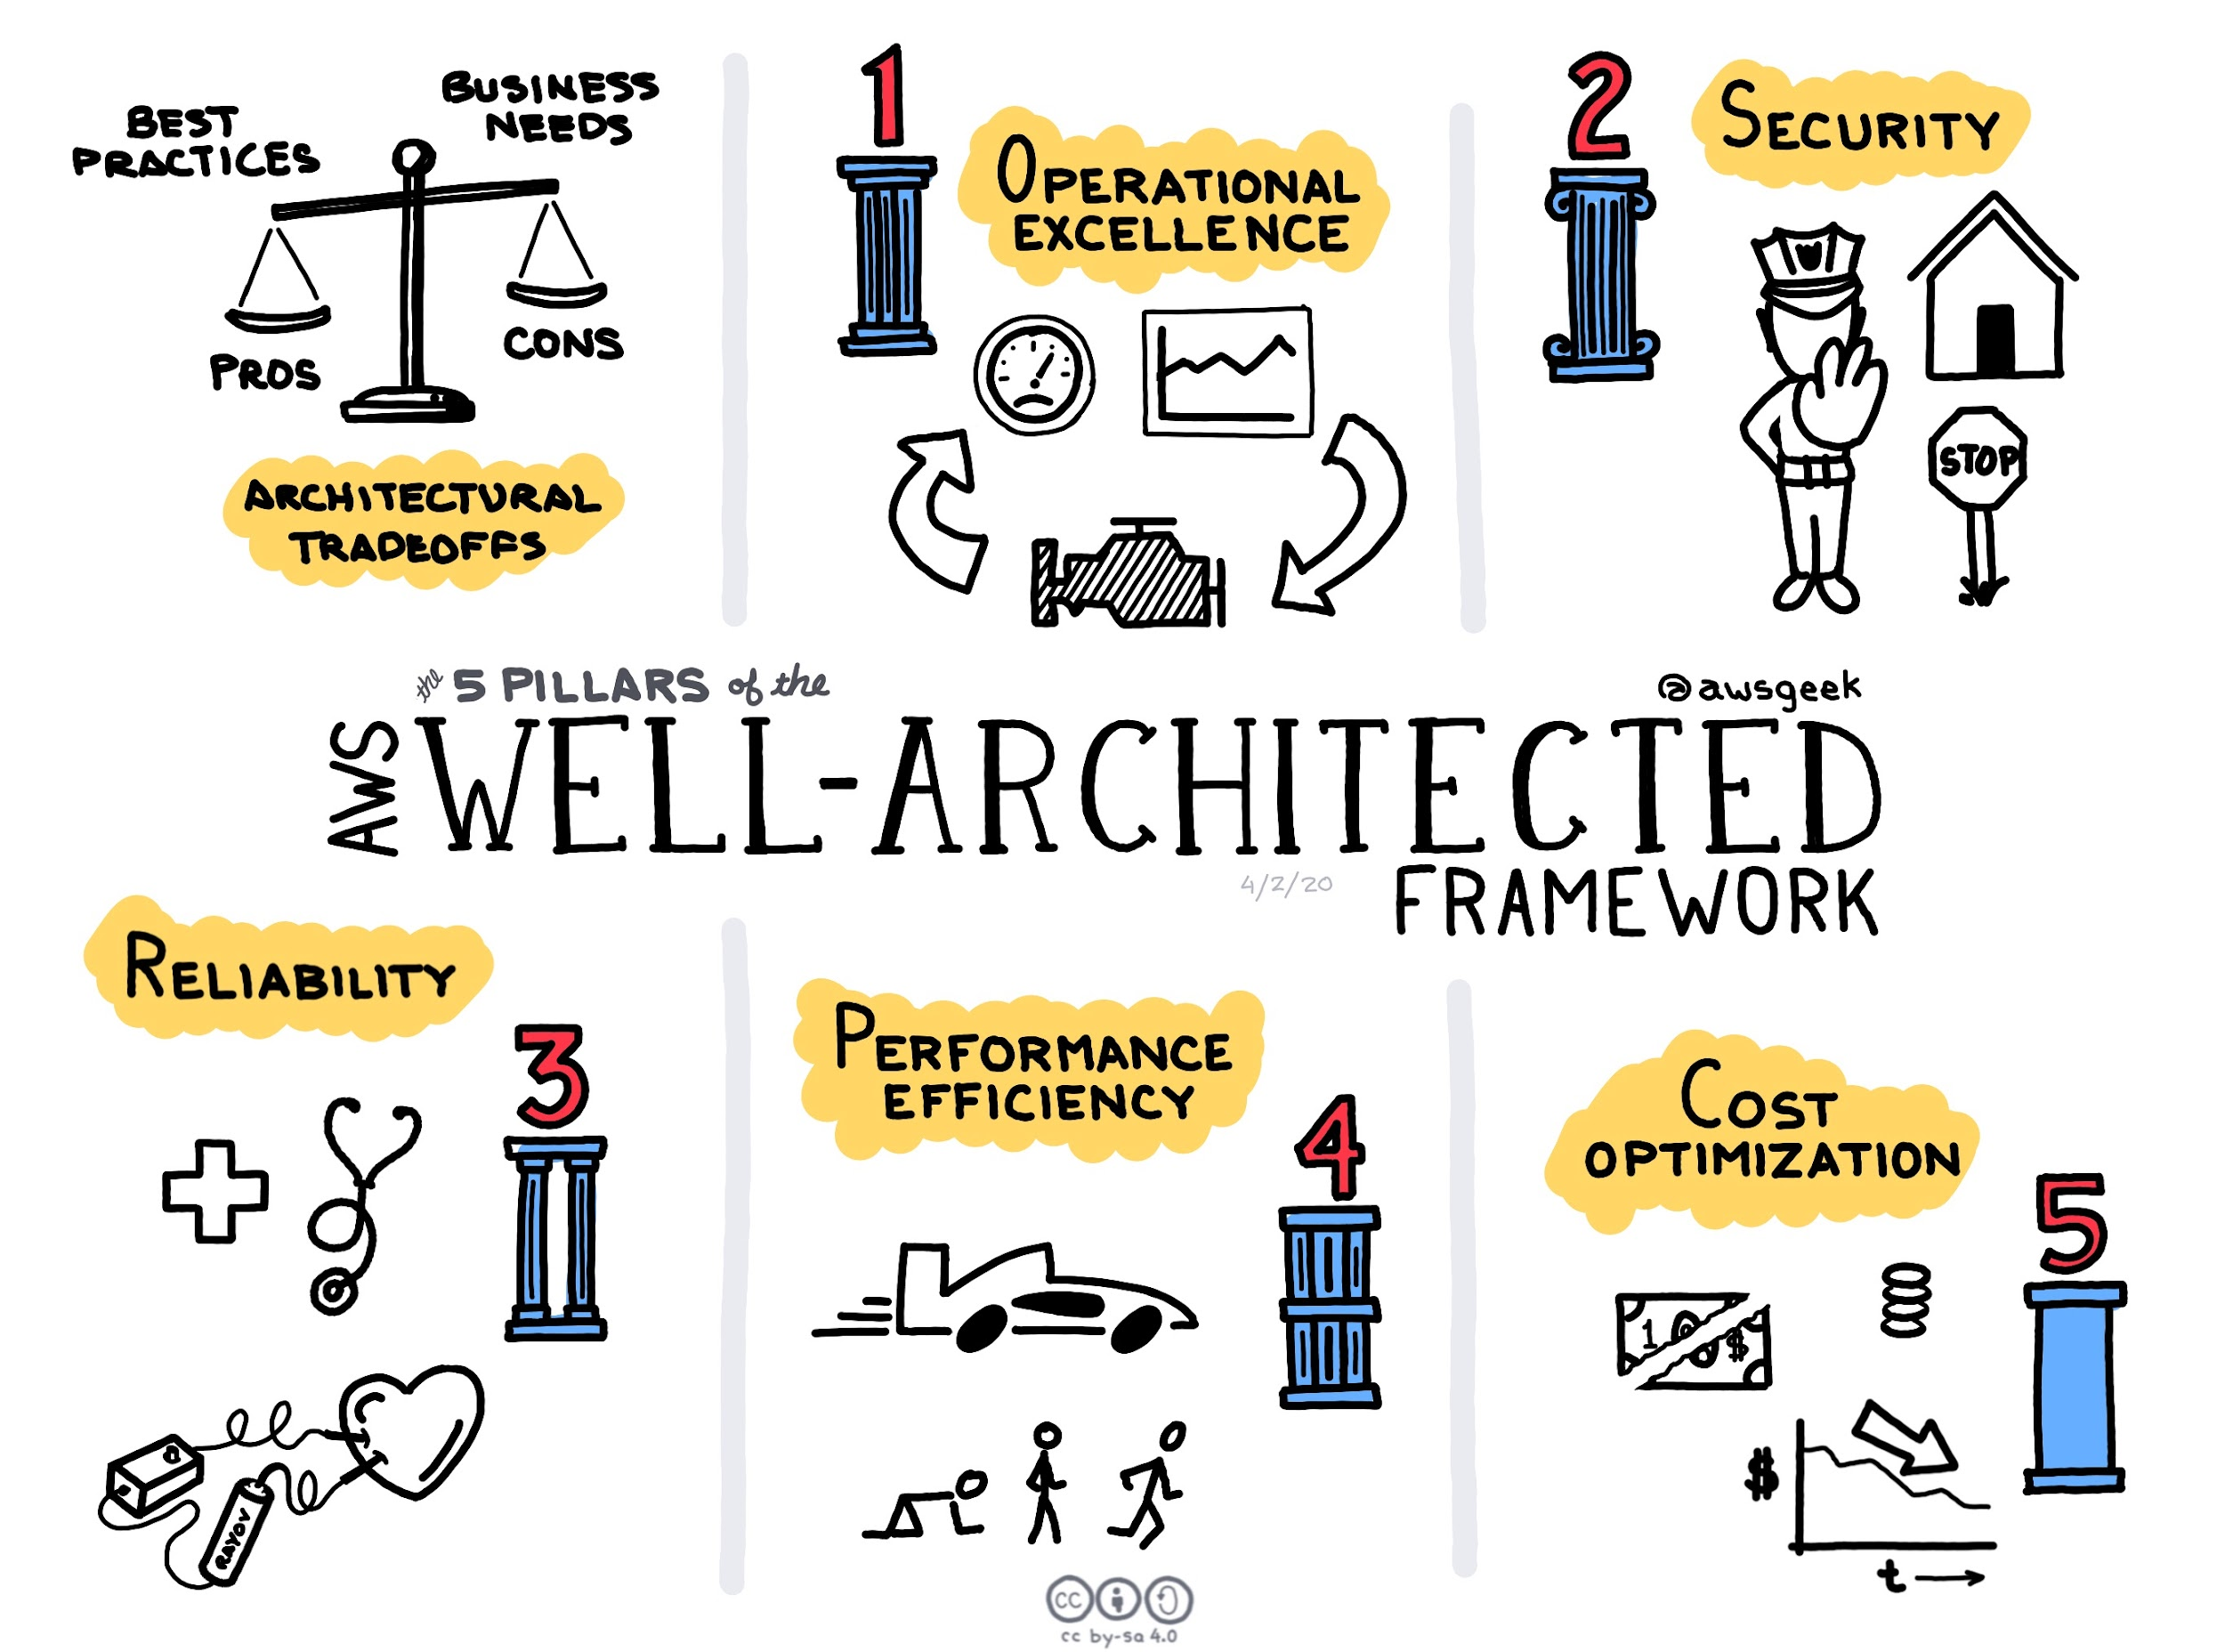 BEST
PRACTICES
BUSINESS
NEEDS
PROS
CONS
ARCHITECTURAL
TRADEOFFS
1
OPERATIONAL
EXCELLENCE
2
SECURITY
STOP
the 5 PILLARS of the
@awsgeek
AWS
WELL-ARCHITECTED
4/2/20
FRAMEWORK
RELIABILITY
3
RAYOV
PERFORMANCE
EFFICIENCY
4
COST
OPTIMIZATION
5
1
$
$
t
cc
cc by-sa 4.0